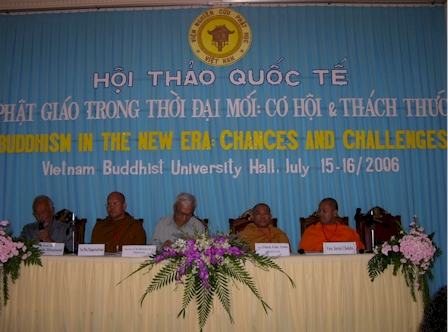 VIỆN NGHIÊN CỨU PHẬT HỌC
VIỆT NAM
HỘI THẢO QUỐC TẾ
PHẬT GIÁO TRONG THỜI ĐẠI MỚI: CƠ HỘI & THÁCH THỨC
BUDDHISM IN THE NEW ERA: CHANCES AND CHALLENGES
Vietnam Buddhist University Hall, July 15-16/2006